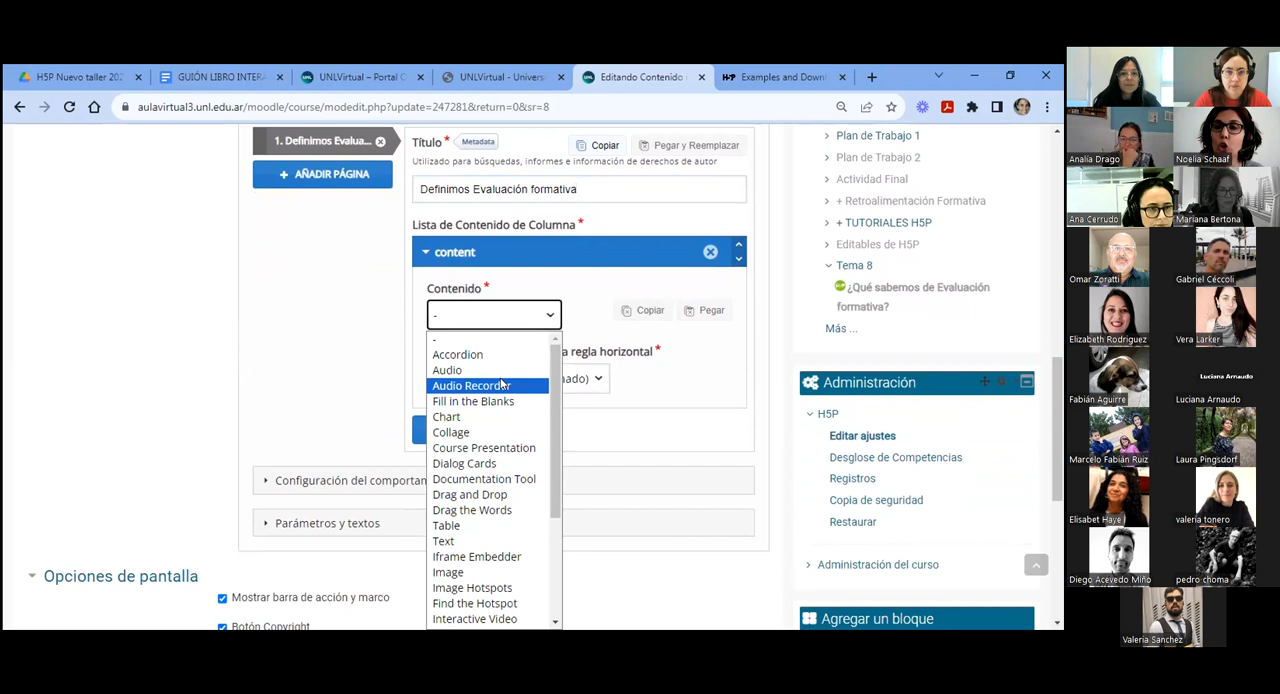 H5P Nuevo taller 202
GUIÓN LIBRO INTERA
UNLVirtual – Portal C
UNLVirtual - Univers
Editando Contenido
Examples and Down
aulavirtual3.unl.edu.ar/moodle/course/modedit.php?update=247281&return=0&sr=8
1. Definimos Evalua...
AÑADIR PÁGINA
Título *
Metadata
Copiar
Pegar y Reemplazar
Utilizado para búsquedas, informes e información de derechos de autor
Definimos Evaluación formativa
Lista de Contenido de Columna *
content
Contenido *
-
Copiar
Pegar
-
Accordion
Audio
Audio Recorder
Fill in the Blanks
Chart
Collage
Course Presentation
Dialog Cards
Documentation Tool
Drag and Drop
Drag the Words
Table
Text
Iframe Embedder
Image
Image Hotspots
Find the Hotspot
Interactive Video
a regla horizontal *
nado)
Configuración del comportan
Parámetros y textos
Opciones de pantalla
Mostrar barra de acción y marco
Botón Copyright
Plan de Trabajo 1
Plan de Trabajo 2
Actividad Final
+ Retroalimentación Formativa
+ TUTORIALES H5P
Editables de H5P
Tema 8
¿Qué sabemos de Evaluación
formativa?
Más ...
Administración
H5P
Editar ajustes
Desglose de Competencias
Registros
Copia de seguridad
Restaurar
Administración del curso
Agregar un bloque
Analia Drago
Noelia Schaaf
Ana Cerrudo
Mariana Bertona
Omar Zoratti
Gabriel Céccoli
Elizabeth Rodriguez
Vera Larker
Fabián Aguirre
Luciana Arnaudo
Luciana Arnaudo
Marcelo Fabián Ruiz
Laura Pingsdorf
Elisabet Haye
valeria tonero
Diego Acevedo Miño
pedro choma
Valeria Sanchez